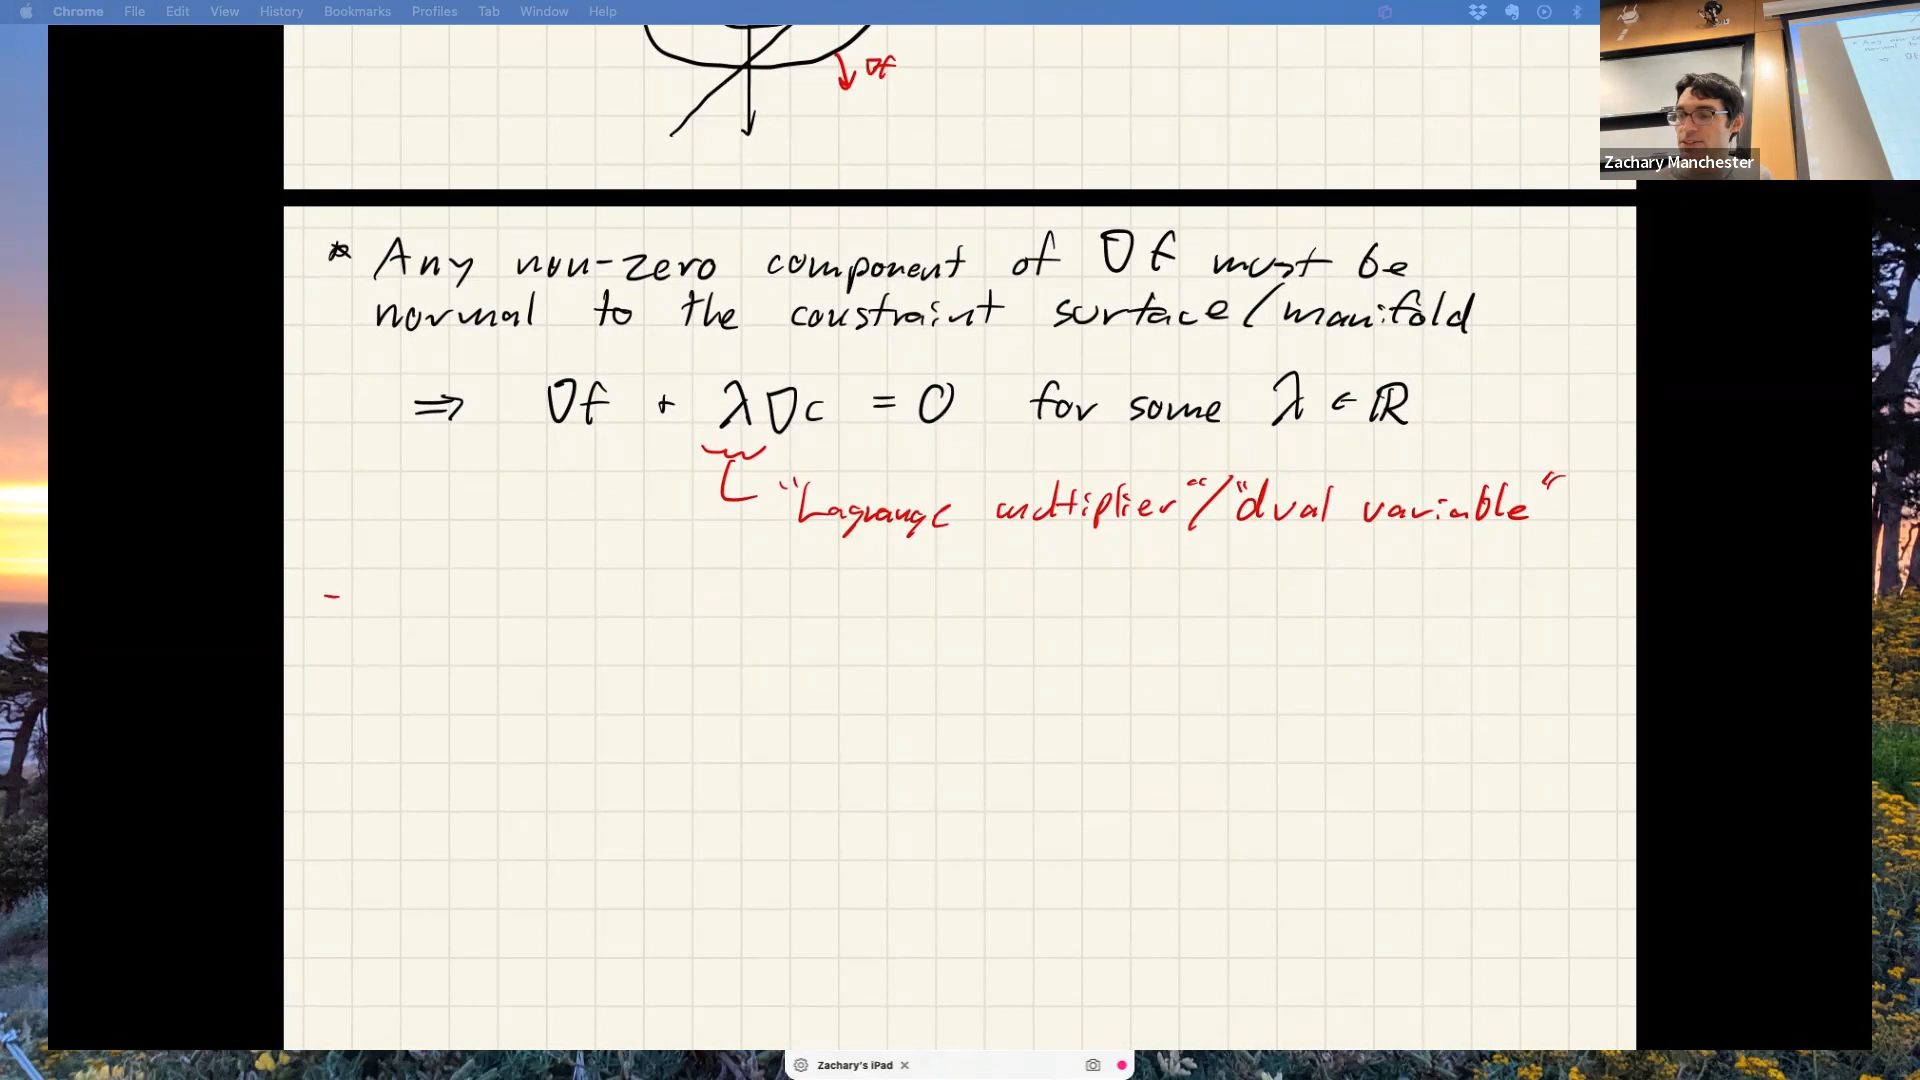 Chrome File Edit View History Bookmarks Profiles Tab Window Help
∇f
Zachary Manchester
* Any non-zero component of ∇f must be
normal to the constraint surface/manifold
⇒ ∇f + λ∇c = 0 for some λ ∈ ℝ
"Lagrange multiplier"/"dual variable"
-
Zachary's iPad